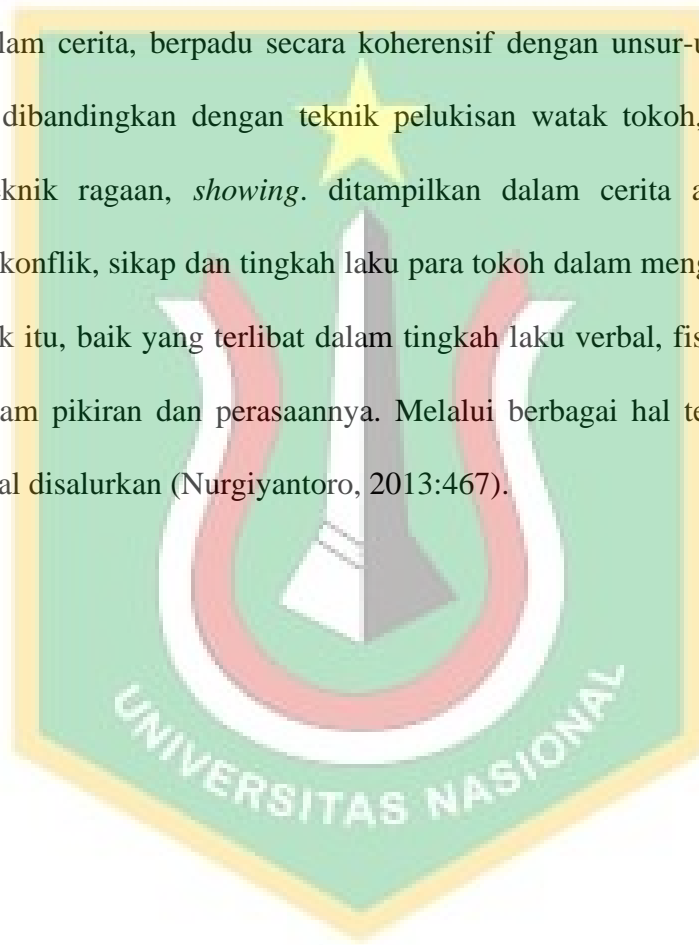 lam cerita, berpadu secara koherensif dengan unsur-u
dibandingkan dengan teknik pelukisan watak tokoh,
eknik ragaan, showing. ditampilkan dalam cerita a
konflik, sikap dan tingkah laku para tokoh dalam meng
k itu, baik yang terlibat dalam tingkah laku verbal, fis
am pikiran dan perasaannya. Melalui berbagai hal te
al disalurkan (Nurgiyantoro, 2013:467).
UNIVERSITAS NASIONAL